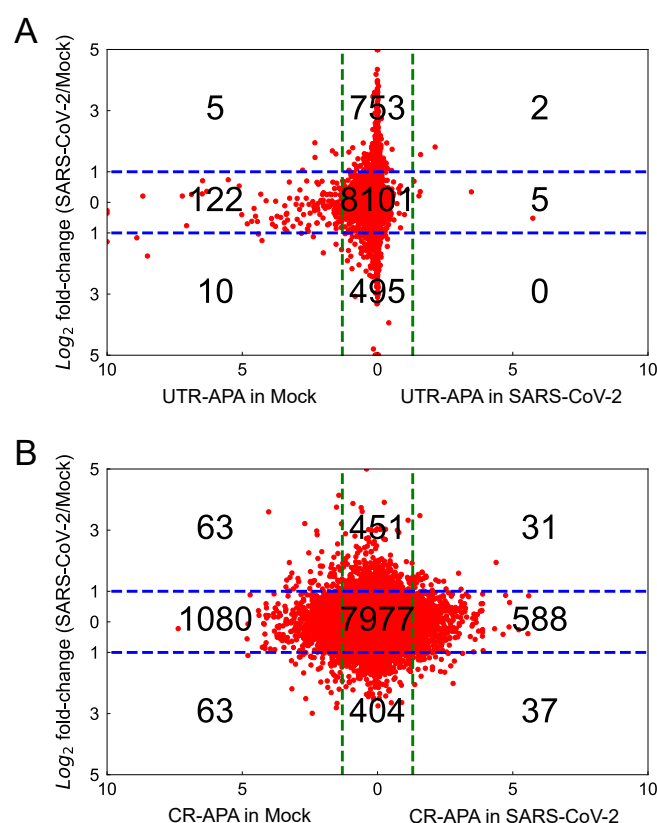 A
5
3
1
0
1
3
5
Log2 fold-change (SARS-CoV-2/Mock)
5 753 2
122 8101 5
10 495 0
10 5 0 5 10
UTR-APA in Mock UTR-APA in SARS-CoV-2
B
5
3
1
0
1
3
5
Log2 fold-change (SARS-CoV-2/Mock)
63 451 31
1080 7977 588
63 404 37
10 5 0 5 10
CR-APA in Mock CR-APA in SARS-CoV-2